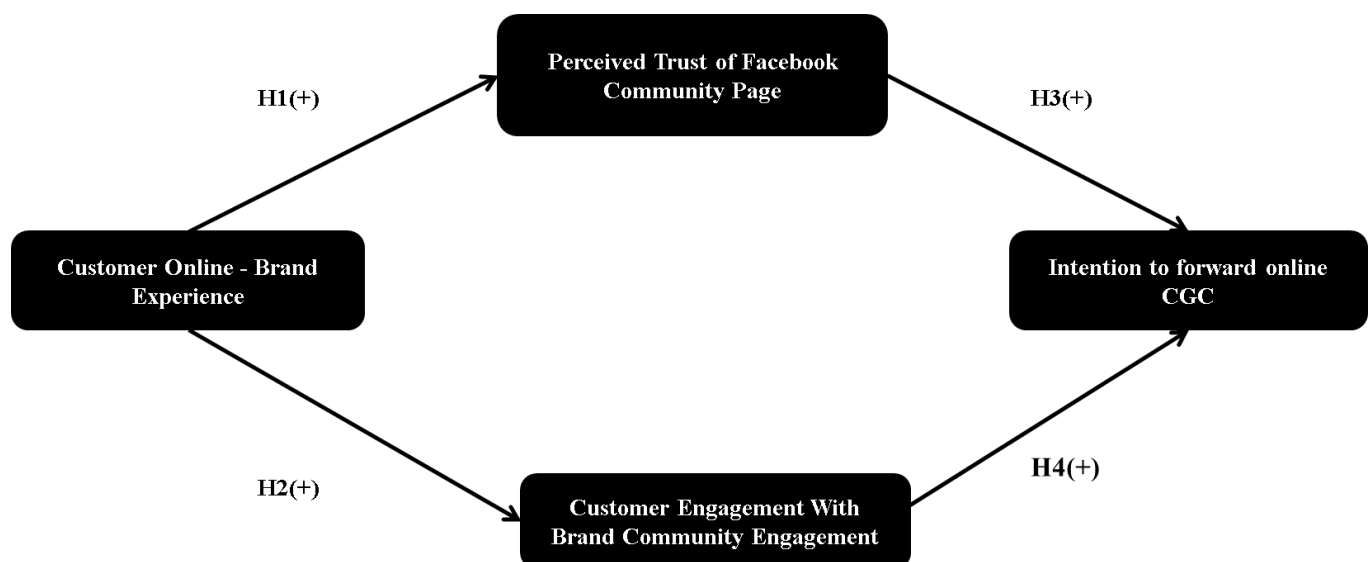 Perceived Trust of Facebook
Community Page
H1(+)
H3(+)
Customer Online - Brand
Experience
Intention to forward online
CGC
H2(+)
H4(+)
Customer Engagement With
Brand Community Engagement